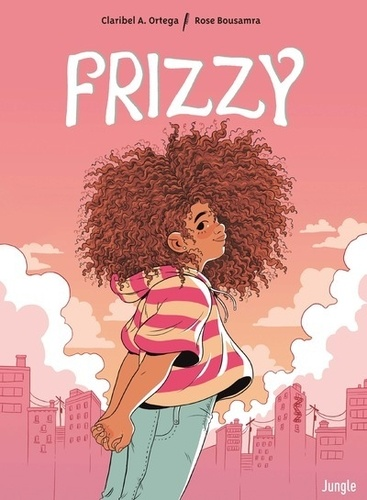 Claribel A. Ortega / Rose Bousamra
FRIZZY
Jungle